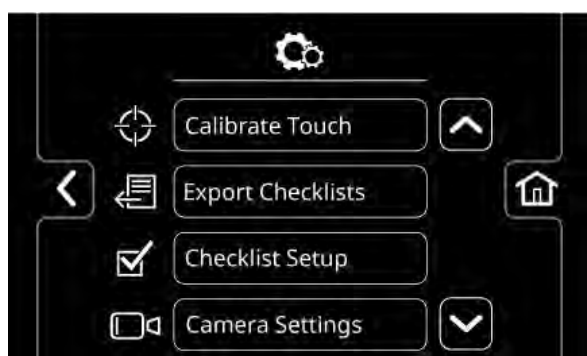 Calibrate Touch
Export Checklists
Checklist Setup
Camera Settings